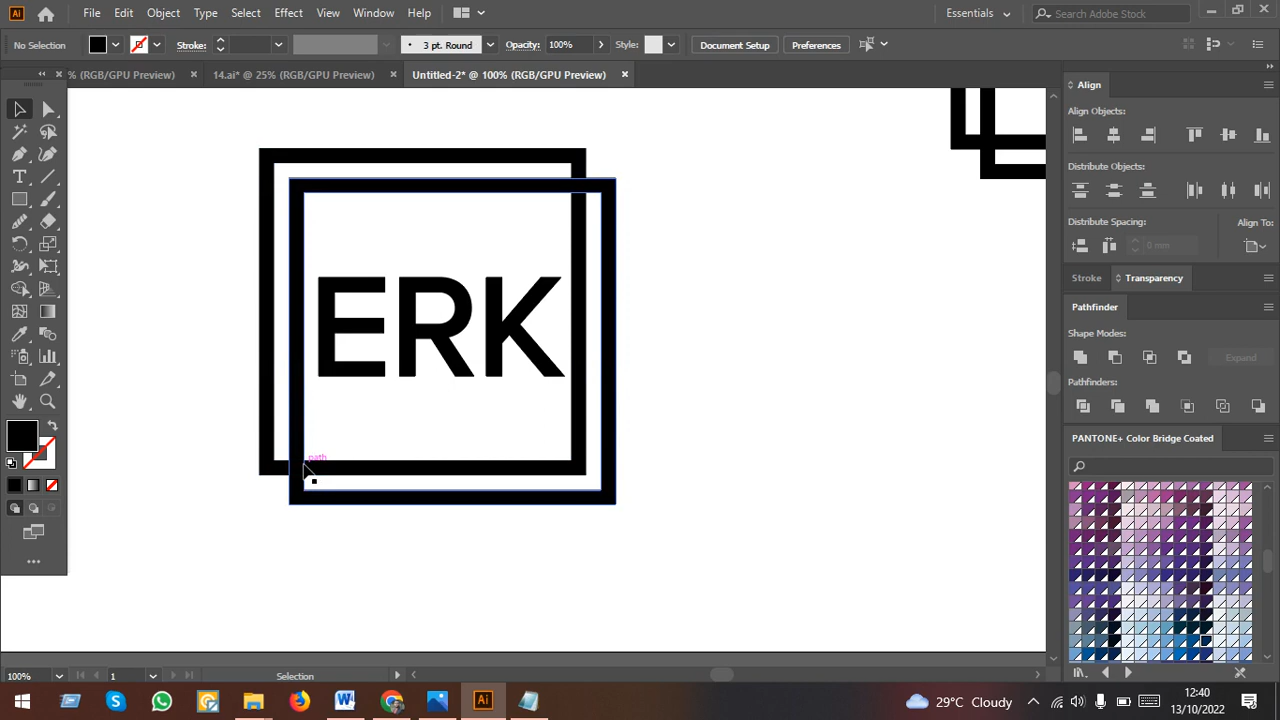 File Edit Object Type Select Effect View Window Help Essentials Search Adobe Stock
No Selection Stroke: 3 pt. Round Opacity: 100% Style: Document Setup Preferences
% (RGB/GPU Preview) × 14.ai* @ 25% (RGB/GPU Preview) × Untitled-2* @ 100% (RGB/GPU Preview) ×
Align
Align Objects:
Distribute Objects:
Distribute Spacing: Align To:
0 mm
Stroke Transparency
Pathfinder
Shape Modes:
Expand
Pathfinders:
PANTONE+ Color Bridge Coated
ERK
path
100% 1 Selection
29°C Cloudy 12:40
13/10/2022